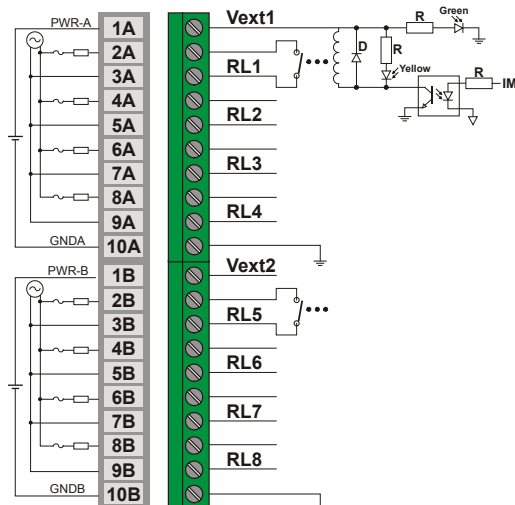 PWR-A 1A Vext1 R Green
2A D R
3A RL1 Yellow R IM
4A
5A RL2
6A
7A RL3
8A
9A RL4
GNDA 10A
PWR-B 1B Vext2
2B
3B RL5
4B
5B RL6
6B
7B RL7
8B
9B RL8
GNDB 10B